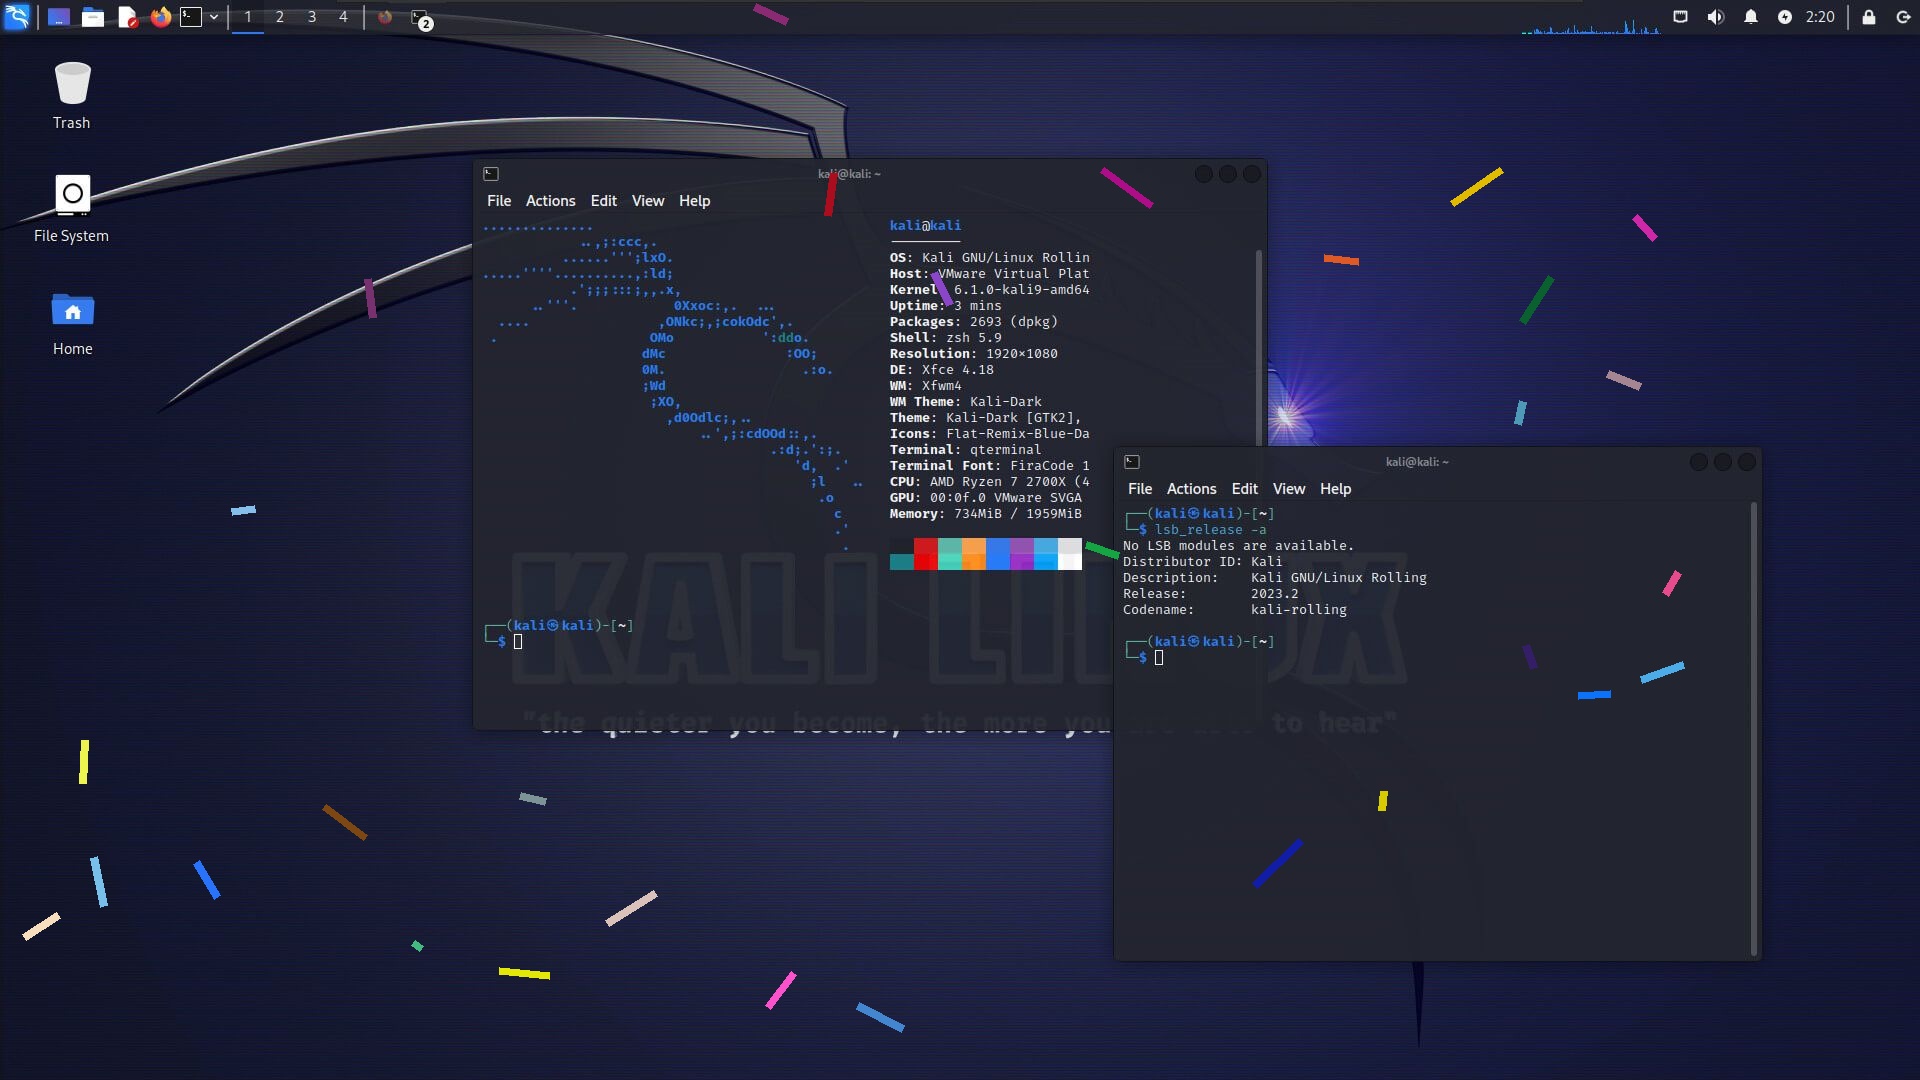 1 2 3 4
2
2:20
Trash
File System
Home
kali@kali: ~
File Actions Edit View Help
kali@kali
OS: Kali GNU/Linux Rollin
Host: VMware Virtual Plat
Kernel: 6.1.0-kali9-amd64
Uptime: 3 mins
Packages: 2693 (dpkg)
Shell: zsh 5.9
Resolution: 1920×1080
DE: Xfce 4.18
WM: Xfwm4
WM Theme: Kali-Dark
Theme: Kali-Dark [GTK2],
Icons: Flat-Remix-Blue-Da
Terminal: qterminal
Terminal Font: FiraCode 1
CPU: AMD Ryzen 7 2700X (4
GPU: 00:0f.0 VMware SVGA
Memory: 734MiB / 1959MiB
(kali㉿kali)-[~]
$
kali@kali: ~
File Actions Edit View Help
(kali㉿kali)-[~]
$ lsb_release -a
No LSB modules are available.
Distributor ID: Kali
Description: Kali GNU/Linux Rolling
Release: 2023.2
Codename: kali-rolling
(kali㉿kali)-[~]
$
KALI LINUX
"the quieter you become, the more you are able to hear"